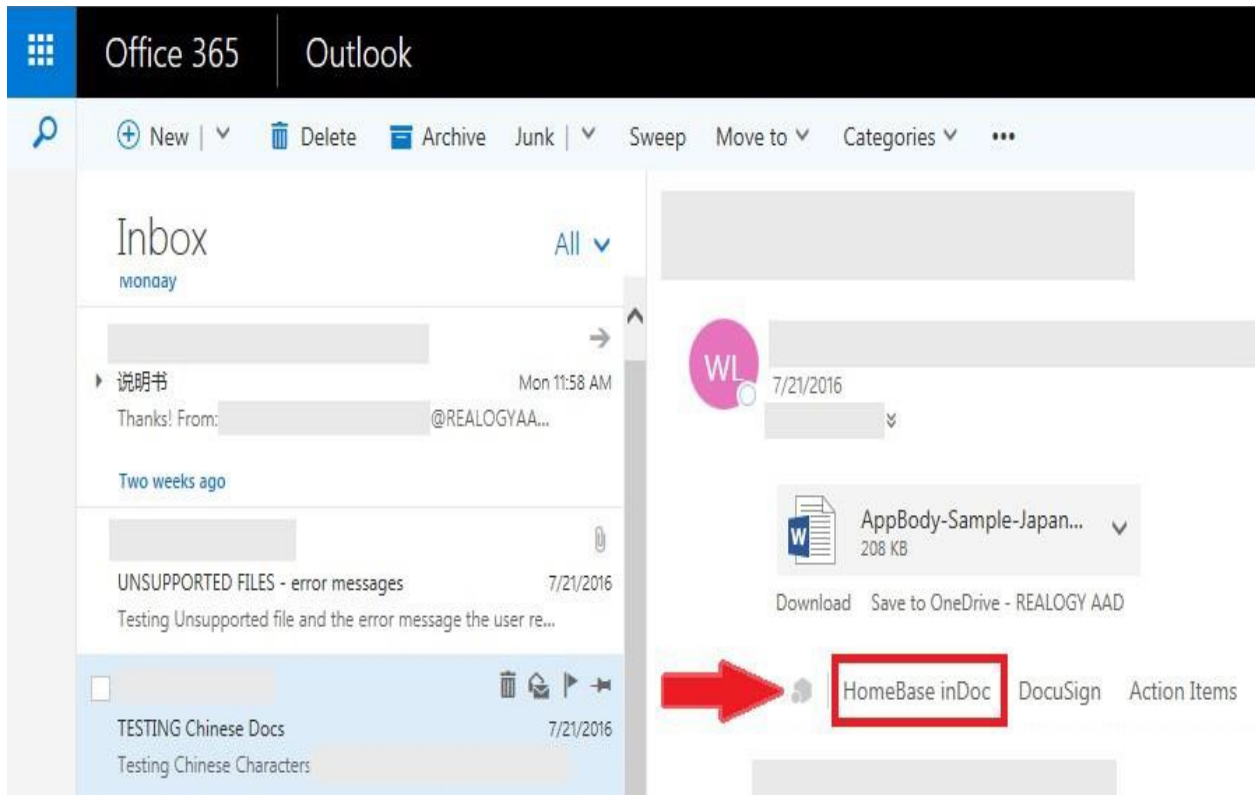 Office 365 Outlook
New | Delete Archive Junk | Sweep Move to Categories •••
Inbox All
Monday
说明书 Mon 11:58 AM
Thanks! From: @REALOGYAA...
Two weeks ago
UNSUPPORTED FILES - error messages 7/21/2016
Testing Unsupported file and the error message the user re...
TESTING Chinese Docs 7/21/2016
Testing Chinese Characters
WL
7/21/2016
AppBody-Sample-Japan...
208 KB
Download Save to OneDrive - REALOGY AAD
HomeBase inDoc DocuSign Action Items